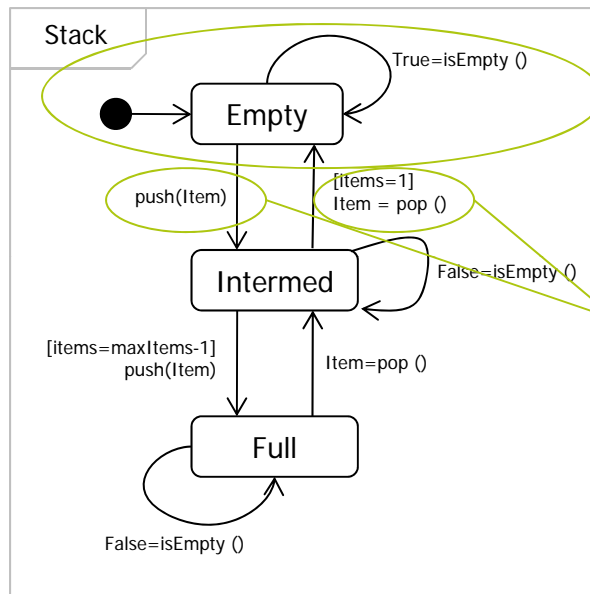 Stack
True=isEmpty ()
Empty
push(Item)
[items=1]
Item = pop ()
Intermed
False=isEmpty ()
[items=maxItems-1]
push(Item)
Item=pop ()
Full
False=isEmpty ()